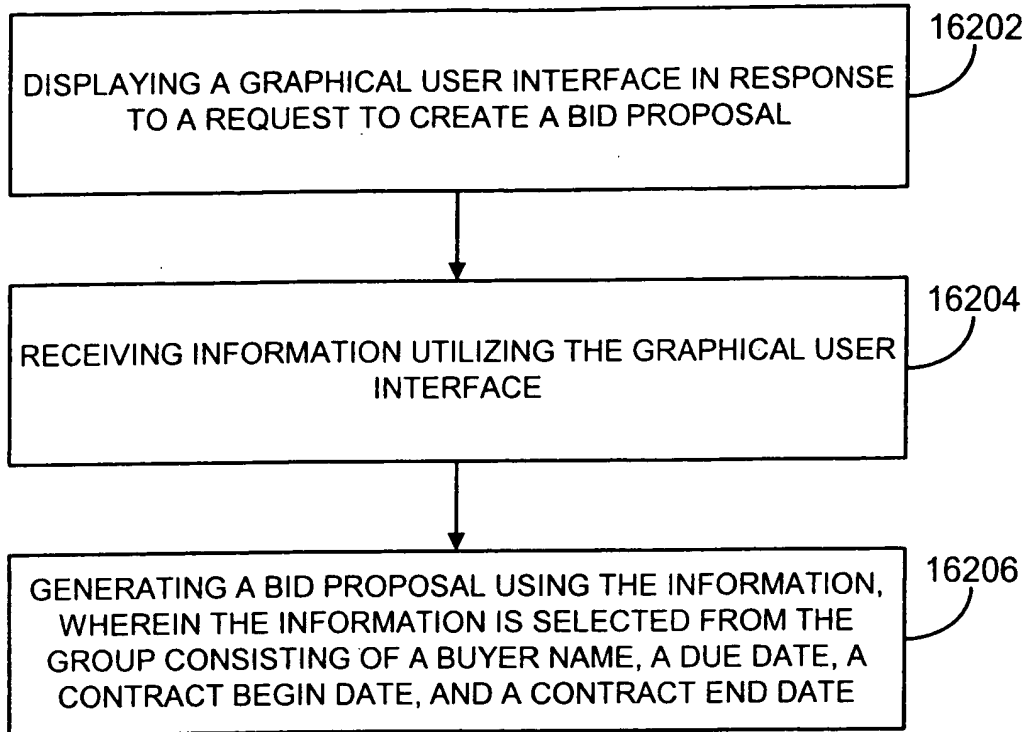 16202
DISPLAYING A GRAPHICAL USER INTERFACE IN RESPONSE
TO A REQUEST TO CREATE A BID PROPOSAL
16204
RECEIVING INFORMATION UTILIZING THE GRAPHICAL USER
INTERFACE
16206
GENERATING A BID PROPOSAL USING THE INFORMATION,
WHEREIN THE INFORMATION IS SELECTED FROM THE
GROUP CONSISTING OF A BUYER NAME, A DUE DATE, A
CONTRACT BEGIN DATE, AND A CONTRACT END DATE